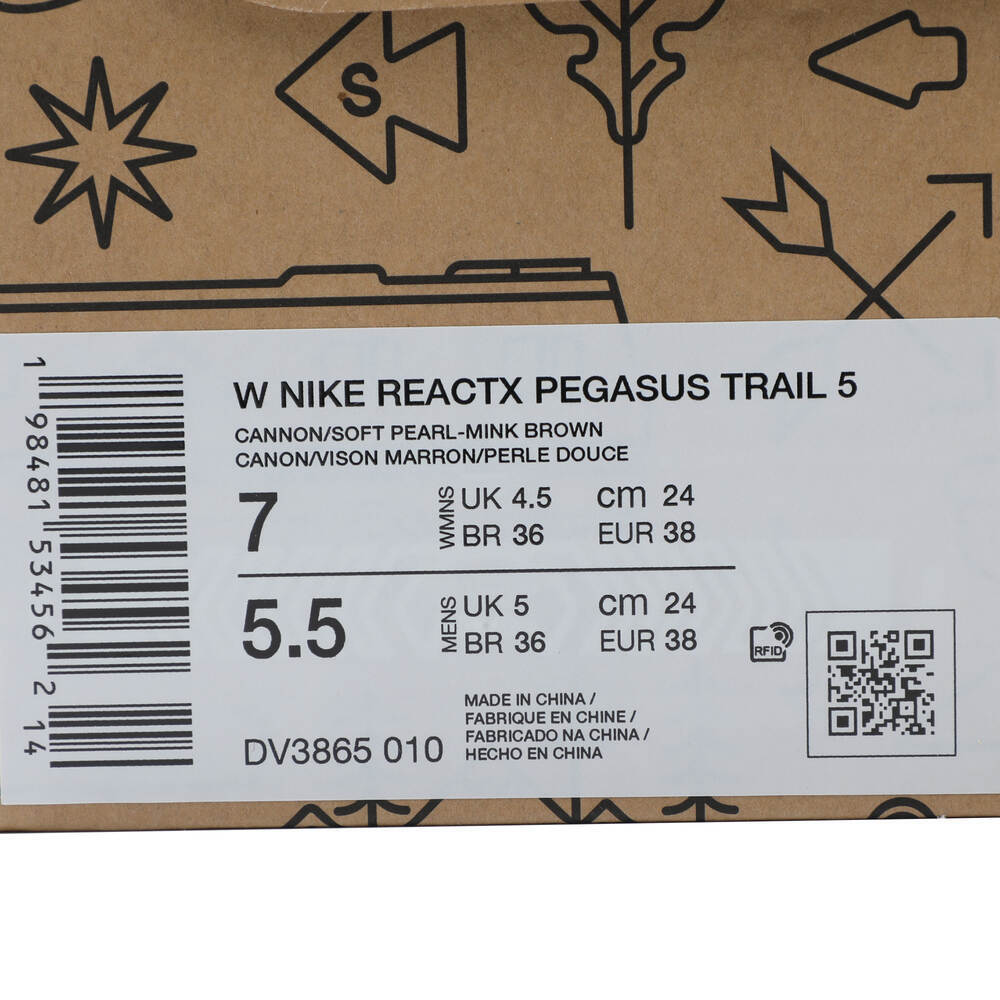 S
W NIKE REACTX PEGASUS TRAIL 5
CANNON/SOFT PEARL-MINK BROWN
CANON/VISON MARRON/PERLE DOUCE
7
WMNS
UK 4.5 cm 24
BR 36 EUR 38
5.5
MENS
UK 5 cm 24
BR 36 EUR 38
RFID
DV3865 010
MADE IN CHINA /
FABRIQUE EN CHINE /
FABRICADO NA CHINA /
HECHO EN CHINA
1 98481 53456 2 14